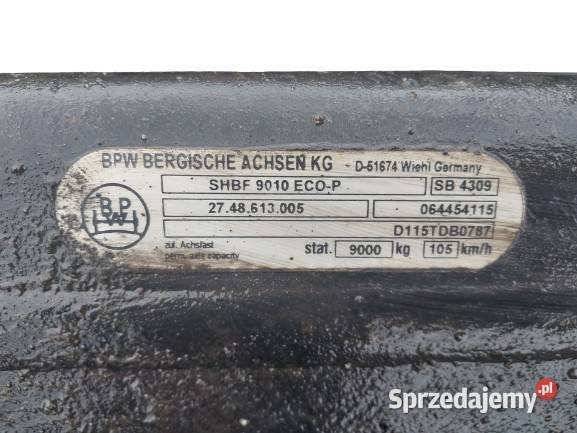 BPW BERGISCHE ACHSEN KG D-51674 Wiehl Germany
SHBF 9010 ECO-P SB 4309
BPW
27.48.613.005 064454115
D115TDB0787
zul. Achslast
perm. axle capacity
stat. 9000 kg 105 km/h
Sprzedajemy.pl